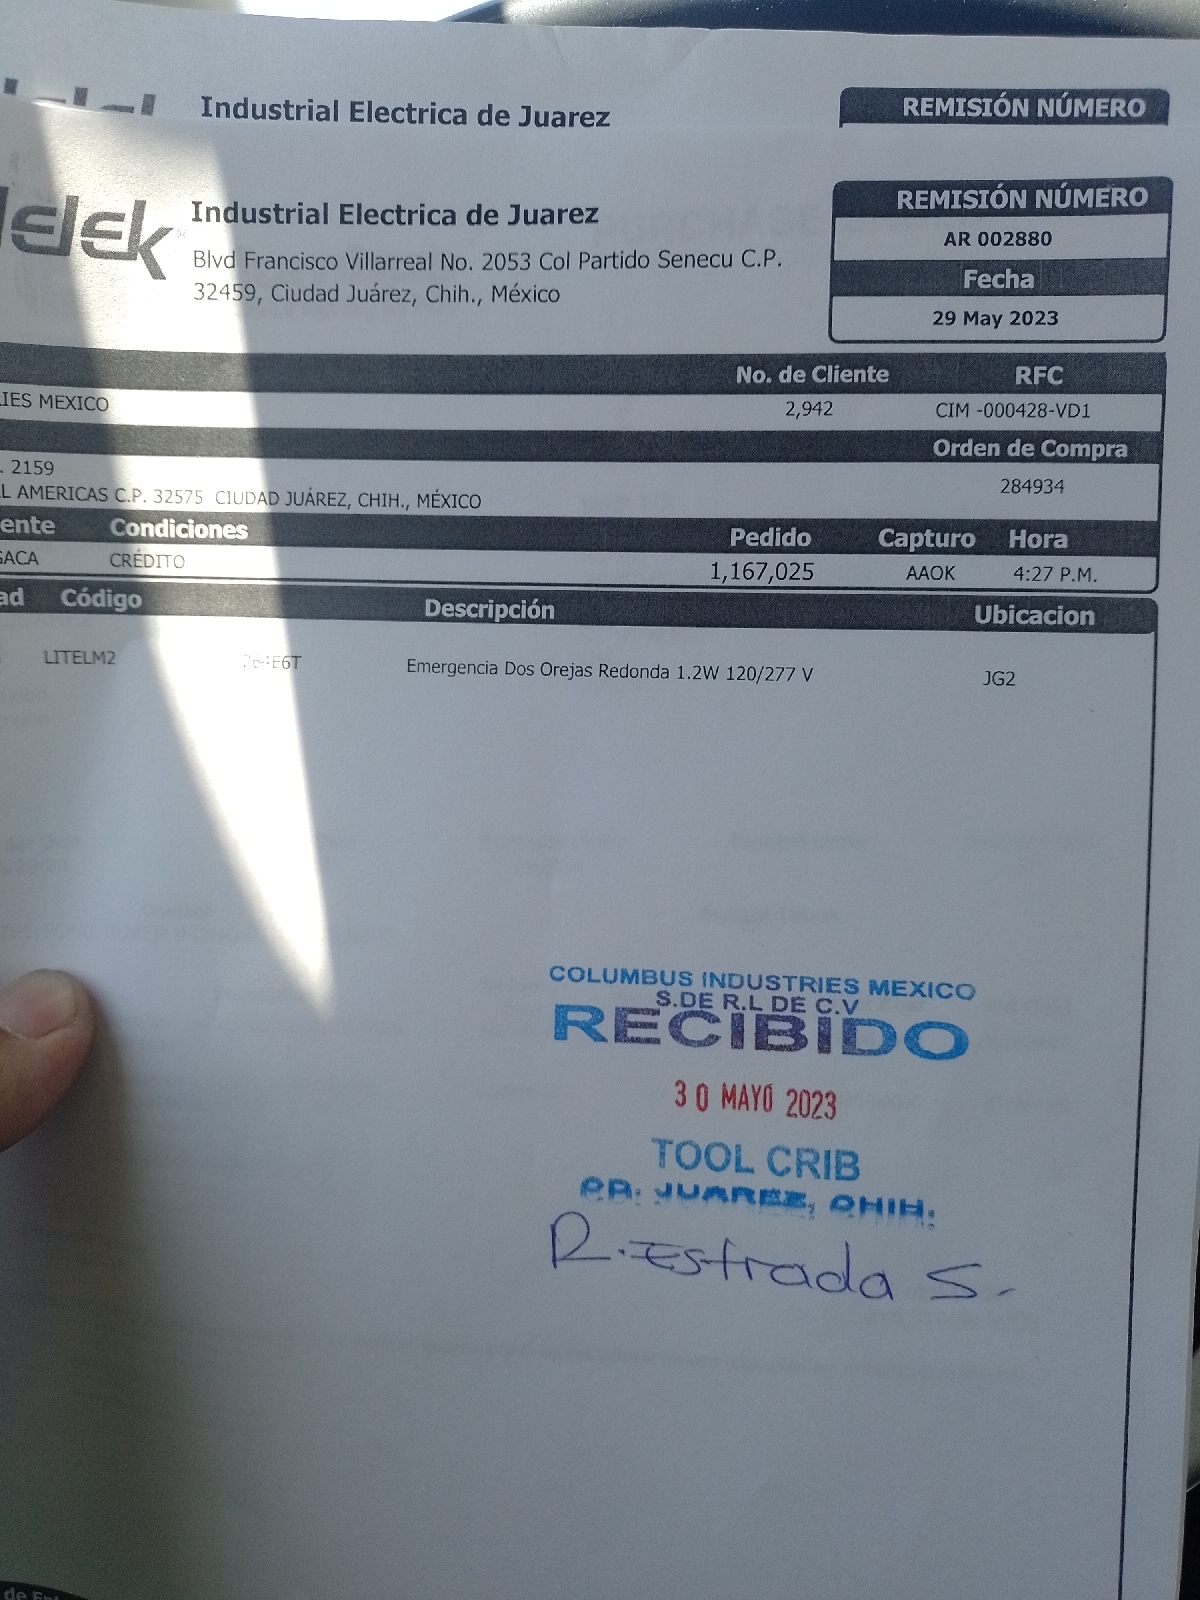 Industrial Electrica de Juarez
REMISIÓN NÚMERO
elek
Industrial Electrica de Juarez
REMISIÓN NÚMERO
Blvd Francisco Villarreal No. 2053 Col Partido Senecu C.P.
AR 002880
32459, Ciudad Juárez, Chih., México
Fecha
29 May 2023
No. de Cliente RFC
IES MEXICO 2,942 CIM -000428-VD1
Orden de Compra
. 2159
284934
L AMERICAS C.P. 32575 CIUDAD JUÁREZ, CHIH., MÉXICO
ente Condiciones Pedido Capturo Hora
GACA CRÉDITO 1,167,025 AAOK 4:27 P.M.
ad Código Descripción Ubicacion
LITELM2 Emergencia Dos Orejas Redonda 1.2W 120/277 V JG2
COLUMBUS INDUSTRIES MEXICO
S.DE R.L DE C.V
RECIBIDO
30 MAYO 2023
TOOL CRIB
CD. JUAREZ, CHIH.
R. Estrada S.